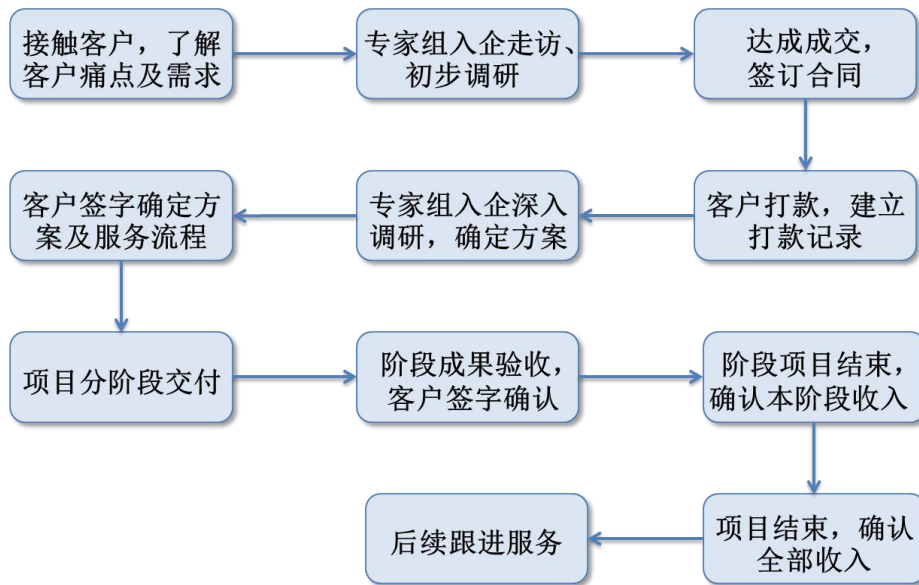 接触客户，了解
客户痛点及需求
专家组入企走访、
初步调研
达成成交，
签订合同
客户打款，建立
打款记录
专家组入企深入
调研，确定方案
客户签字确定方
案及服务流程
项目分阶段交付
阶段成果验收，
客户签字确认
阶段项目结束，
确认本阶段收入
项目结束，确认
全部收入
后续跟进服务